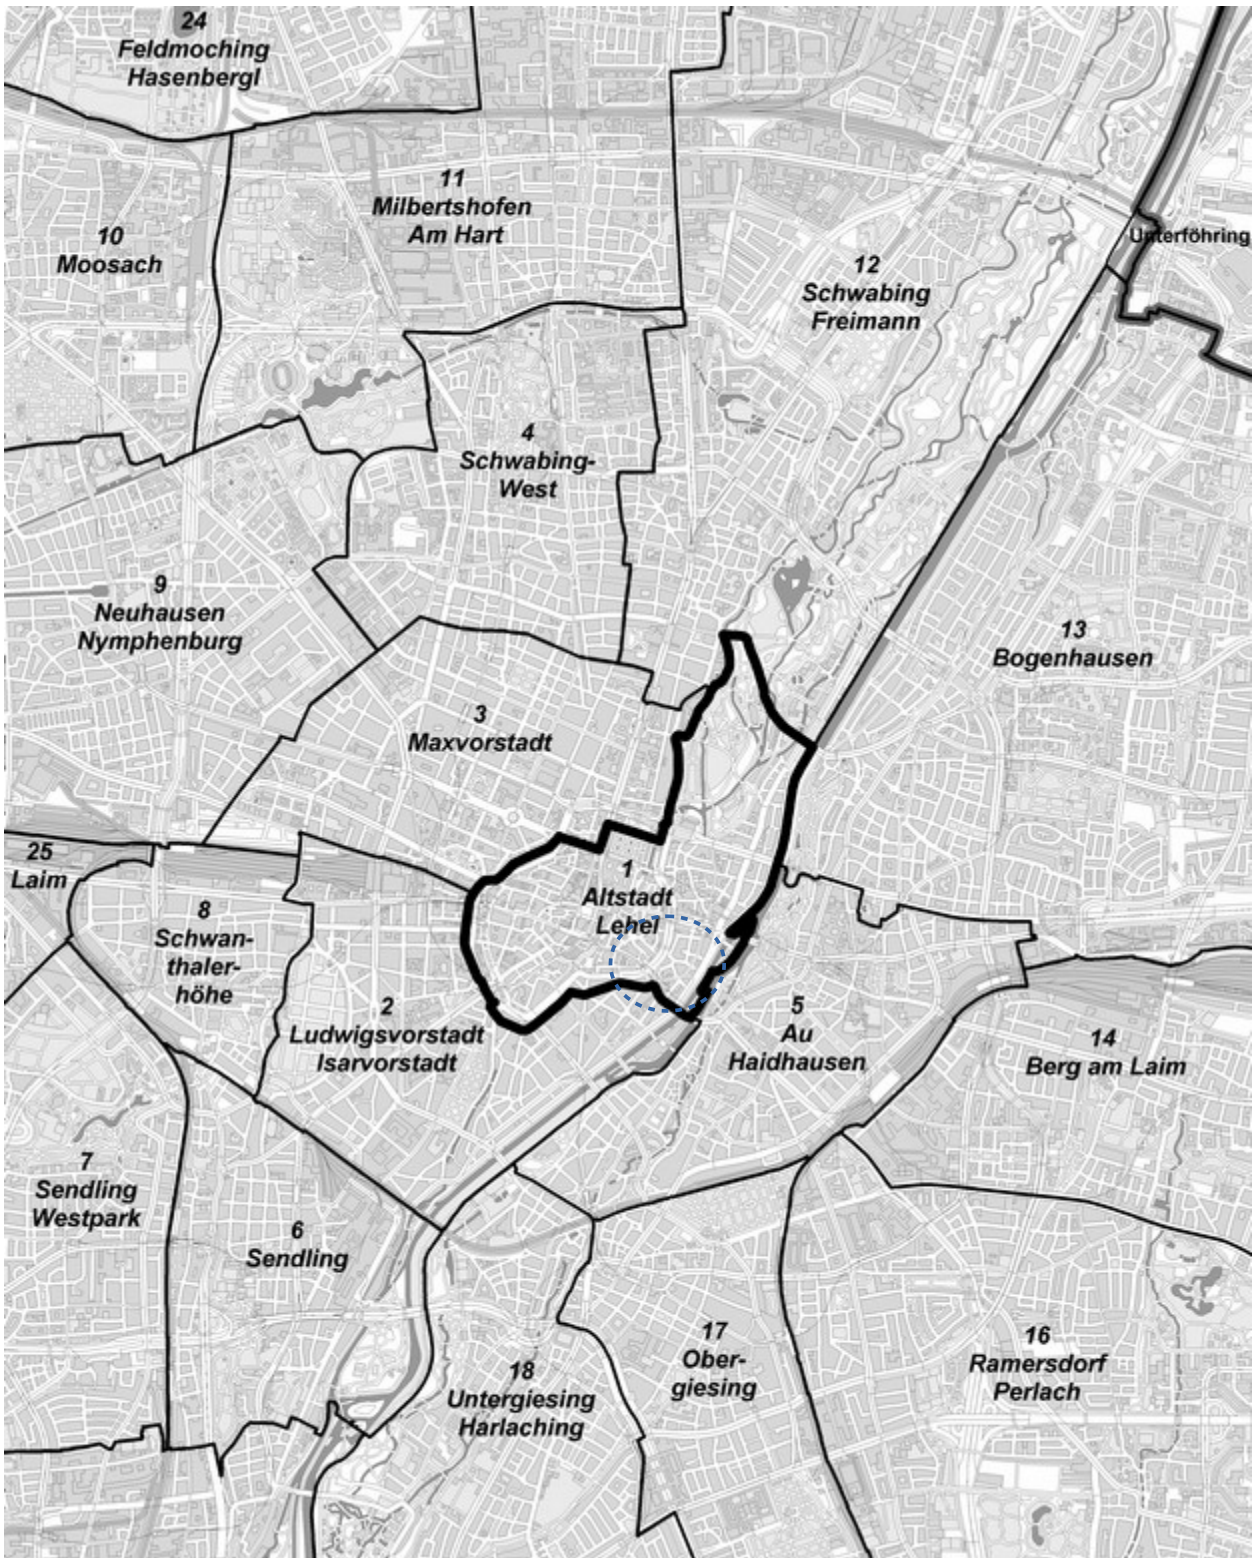 24
Feldmoching
Hasenbergl
11
Milbertshofen
Am Hart
10
Moosach
Unterföhring
12
Schwabing
Freimann
4
Schwabing-
West
9
Neuhausen
Nymphenburg
13
Bogenhausen
3
Maxvorstadt
25
Laim
1
Altstadt
Lehel
8
Schwan-
thaler-
höhe
2
Ludwigsvorstadt
Isarvorstadt
5
Au
Haidhausen
14
Berg am Laim
7
Sendling
Westpark
6
Sendling
17
Ober-
giesing
16
Ramersdorf
Perlach
18
Untergiesing
Harlaching